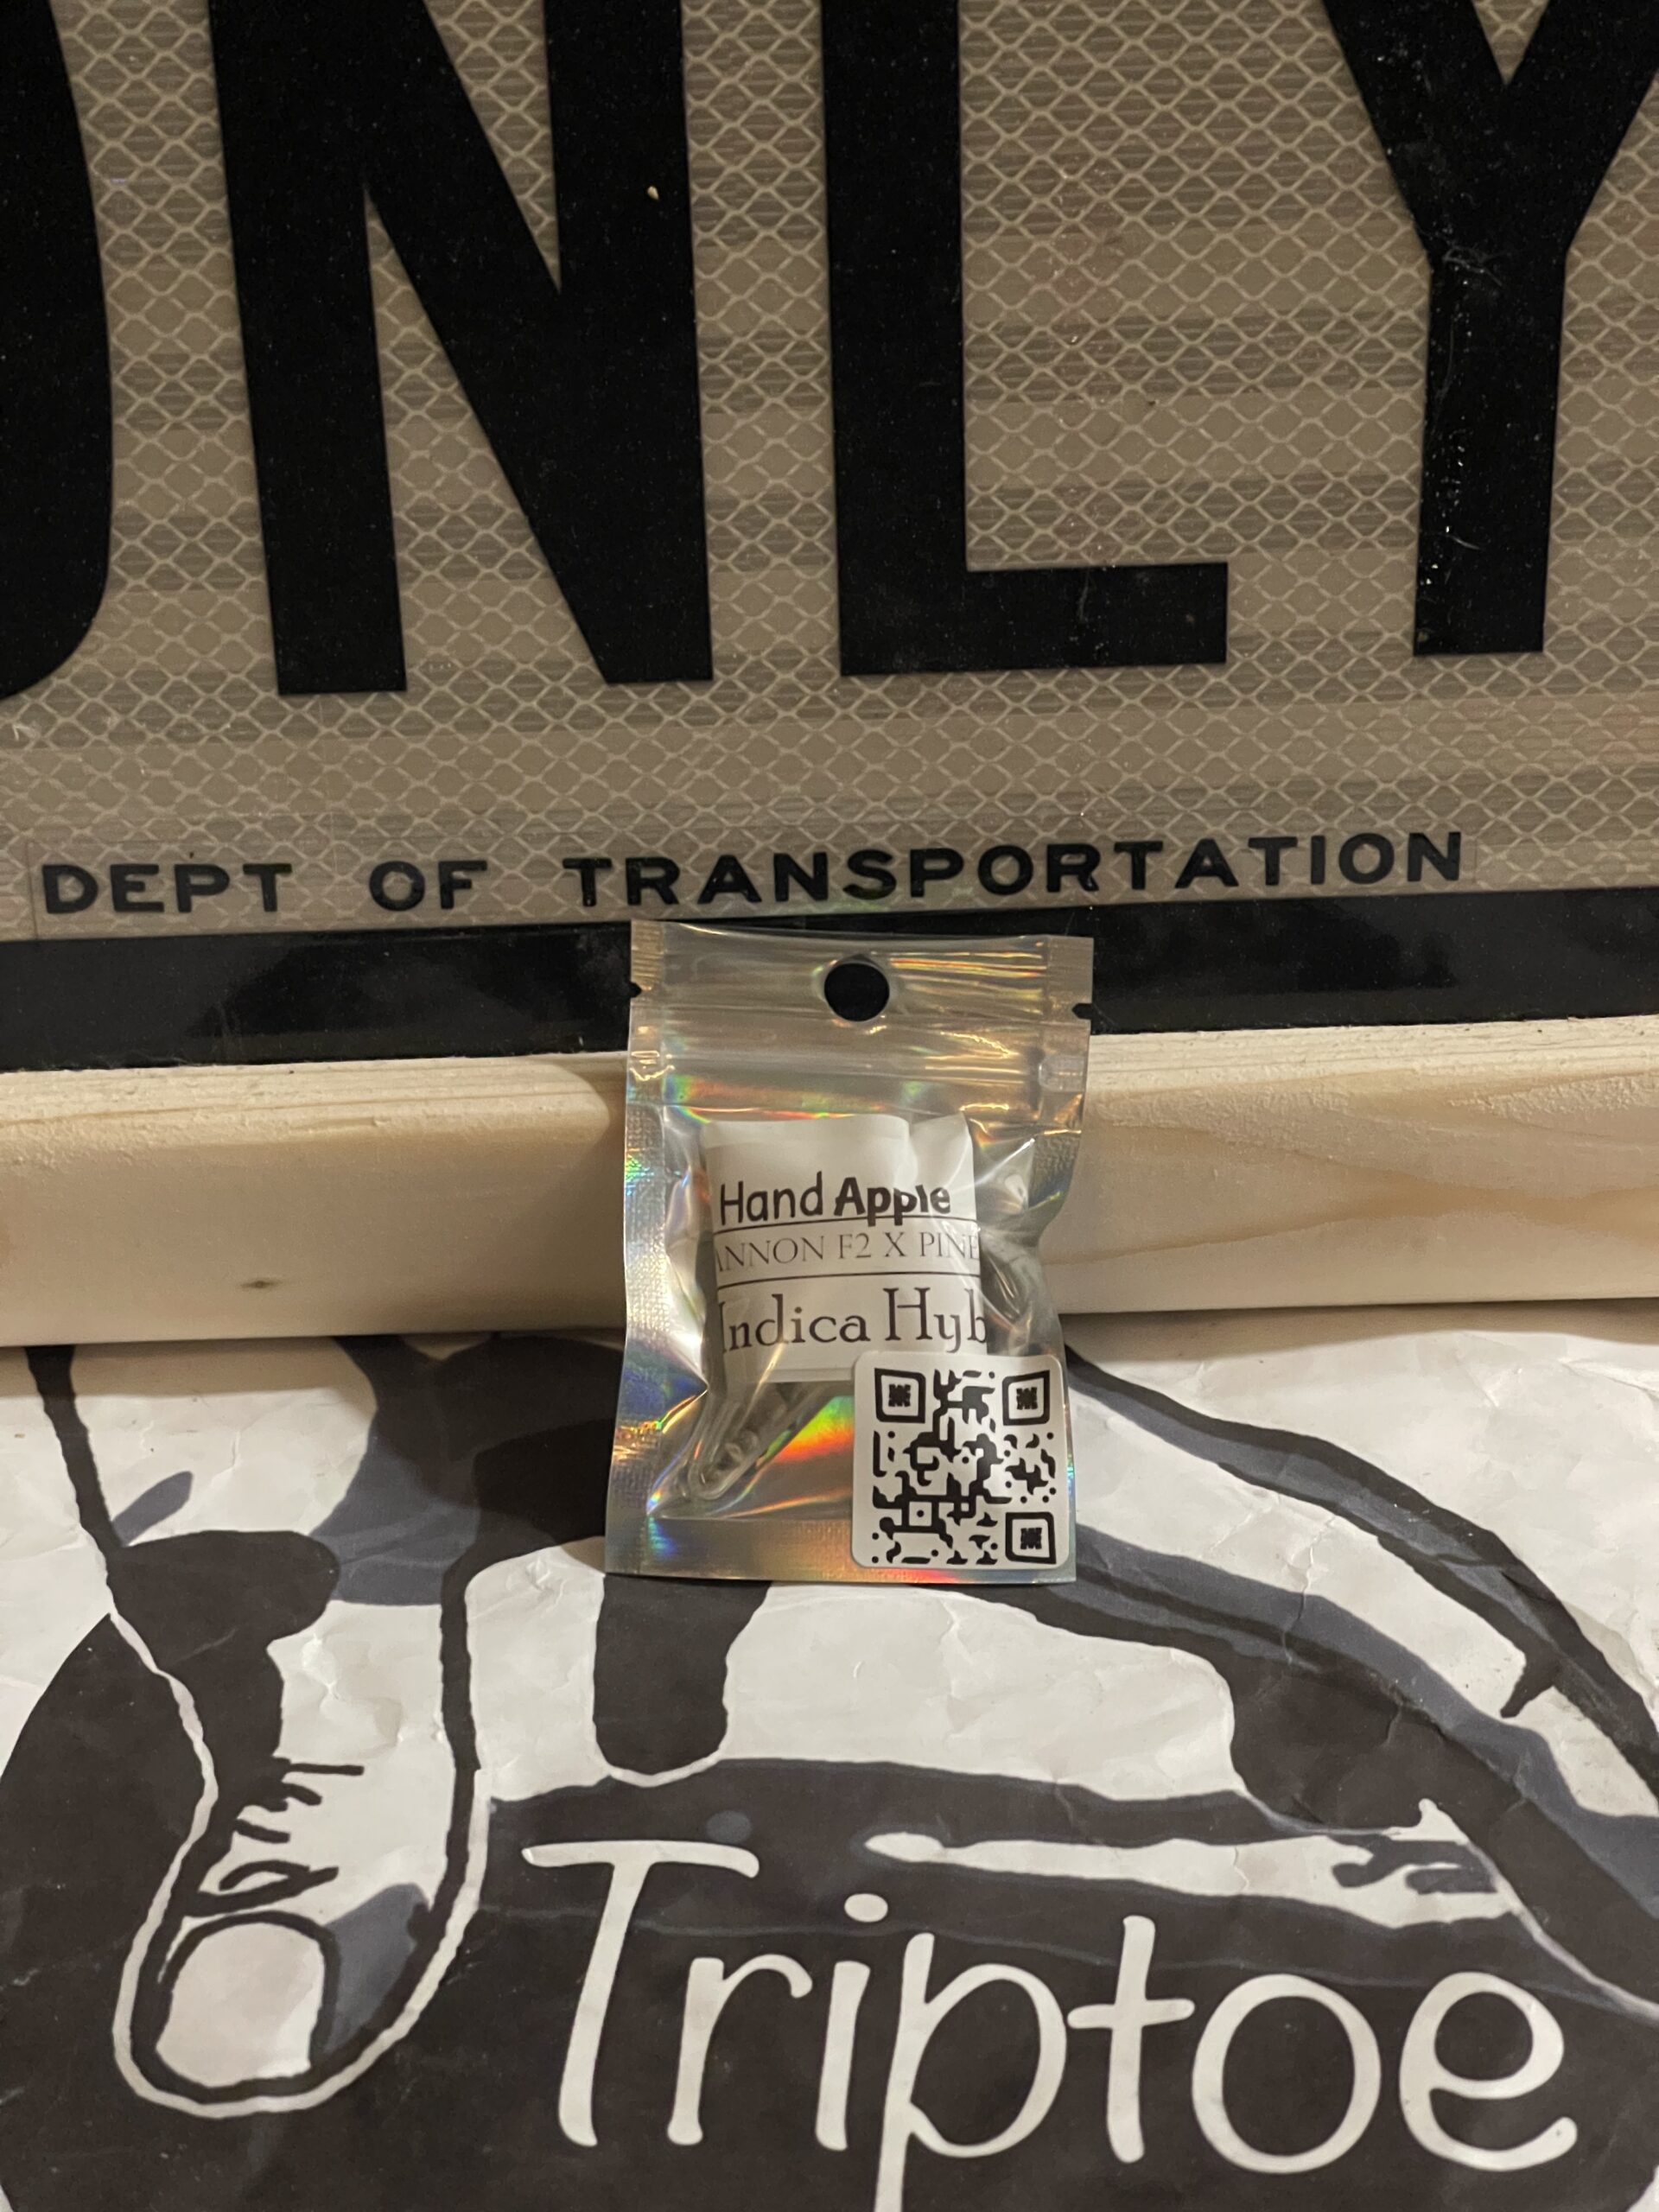 ONLY
DEPT OF TRANSPORTATION
Hand Apple
ANNON F2 X PINE
Indica Hyb
Triptoe